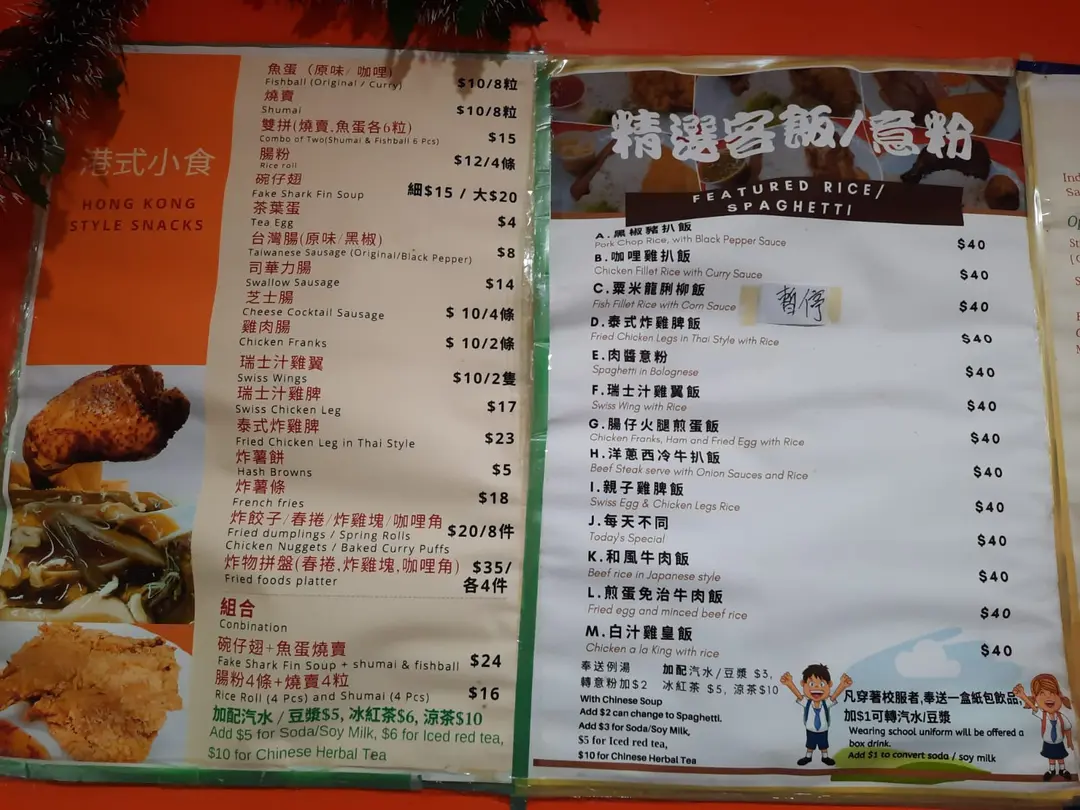 港式小食
HONG KONG
STYLE SNACKS
魚蛋（原味/ 咖哩）
Fishball (Original / Curry)
$10/8粒
燒賣
Shumai
$10/8粒
雙拼(燒賣,魚蛋各6粒)
Combo of Two(Shumai & Fishball 6 Pcs)
$15
腸粉
Rice roll
$12/4條
碗仔翅
Fake Shark Fin Soup
細$15 / 大$20
茶葉蛋
Tea Egg
$4
台灣腸(原味/黑椒)
Taiwanese Sausage (Original/Black Pepper)
$8
司華力腸
Swallow Sausage
$14
芝士腸
Cheese Cocktail Sausage
$ 10/4條
雞肉腸
Chicken Franks
$ 10/2條
瑞士汁雞翼
Swiss Wings
$10/2隻
瑞士汁雞脾
Swiss Chicken Leg
$17
泰式炸雞脾
Fried Chicken Leg in Thai Style
$23
炸薯餅
Hash Browns
$5
炸薯條
French fries
$18
炸餃子/春捲/炸雞塊/咖哩角
Fried dumplings / Spring Rolls
Chicken Nuggets / Baked Curry Puffs
$20/8件
炸物拼盤(春捲,炸雞塊,咖哩角)
Fried foods platter
$35/
各4件
組合
Conbination
碗仔翅+魚蛋燒賣
Fake Shark Fin Soup + shumai & fishball
$24
腸粉4條+燒賣4粒
Rice Roll (4 Pcs) and Shumai (4 Pcs)
$16
加配汽水 / 豆漿$5, 冰紅茶$6, 涼茶$10
Add $5 for Soda/Soy Milk, $6 for Iced red tea,
$10 for Chinese Herbal Tea
精選客飯/意粉
FEATURED RICE/
SPAGHETTI
A.黑椒豬扒飯
Pork Chop Rice, with Black Pepper Sauce
$40
B.咖哩雞扒飯
Chicken Fillet Rice with Curry Sauce
$40
C.粟米龍脷柳飯
Fish Fillet Rice with Corn Sauce
暫停
$40
D.泰式炸雞脾飯
Fried Chicken Legs in Thai Style with Rice
$40
E.肉醬意粉
Spaghetti in Bolognese
$40
F.瑞士汁雞翼飯
Swiss Wing with Rice
$40
G.腸仔火腿煎蛋飯
Chicken Franks, Ham and Fried Egg with Rice
$40
H.洋蔥西冷牛扒飯
Beef Steak serve with Onion Sauces and Rice
$40
I.親子雞脾飯
Swiss Egg & Chicken Legs Rice
$40
J.每天不同
Today's Special
$40
K.和風牛肉飯
Beef rice in Japanese style
$40
L.煎蛋免治牛肉飯
Fried egg and minced beef rice
$40
M.白汁雞皇飯
Chicken a la King with rice
$40
奉送例湯 加配汽水/豆漿 $3,
轉意粉加$2 冰紅茶 $5, 涼茶$10
With Chinese Soup
Add $2 can change to Spaghetti.
Add $3 for Soda/Soy Milk,
$5 for Iced red tea,
$10 for Chinese Herbal Tea
凡穿著校服者,奉送一盒紙包飲品,
加$1可轉汽水/豆漿
Wearing school uniform will be offered a
box drink.
Add $1 to convert soda / soy milk